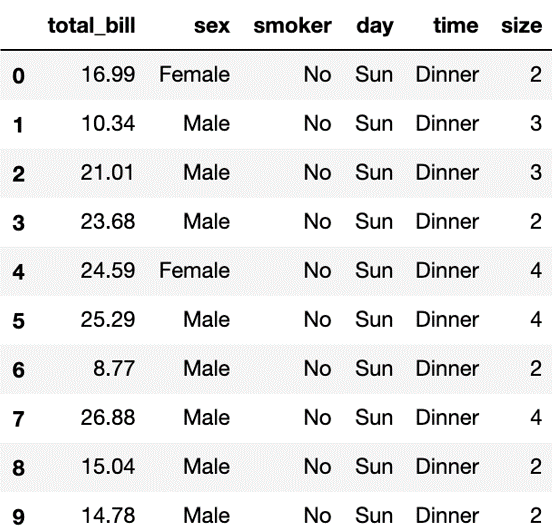 total_bill sex smoker day time size
0 16.99 Female No Sun Dinner 2
1 10.34 Male No Sun Dinner 3
2 21.01 Male No Sun Dinner 3
3 23.68 Male No Sun Dinner 2
4 24.59 Female No Sun Dinner 4
5 25.29 Male No Sun Dinner 4
6 8.77 Male No Sun Dinner 2
7 26.88 Male No Sun Dinner 4
8 15.04 Male No Sun Dinner 2
9 14.78 Male No Sun Dinner 2